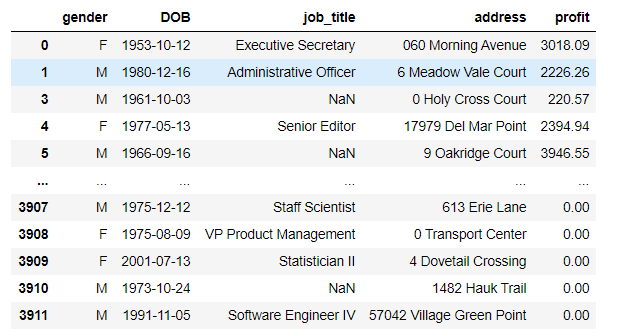 gender DOB job_title address profit
0 F 1953-10-12 Executive Secretary 060 Morning Avenue 3018.09
1 M 1980-12-16 Administrative Officer 6 Meadow Vale Court 2226.26
3 M 1961-10-03 NaN 0 Holy Cross Court 220.57
4 F 1977-05-13 Senior Editor 17979 Del Mar Point 2394.94
5 M 1966-09-16 NaN 9 Oakridge Court 3946.55
... ... ... ... ... ...
3907 M 1975-12-12 Staff Scientist 613 Erie Lane 0.00
3908 F 1975-08-09 VP Product Management 0 Transport Center 0.00
3909 F 2001-07-13 Statistician II 4 Dovetail Crossing 0.00
3910 M 1973-10-24 NaN 1482 Hauk Trail 0.00
3911 M 1991-11-05 Software Engineer IV 57042 Village Green Point 0.00